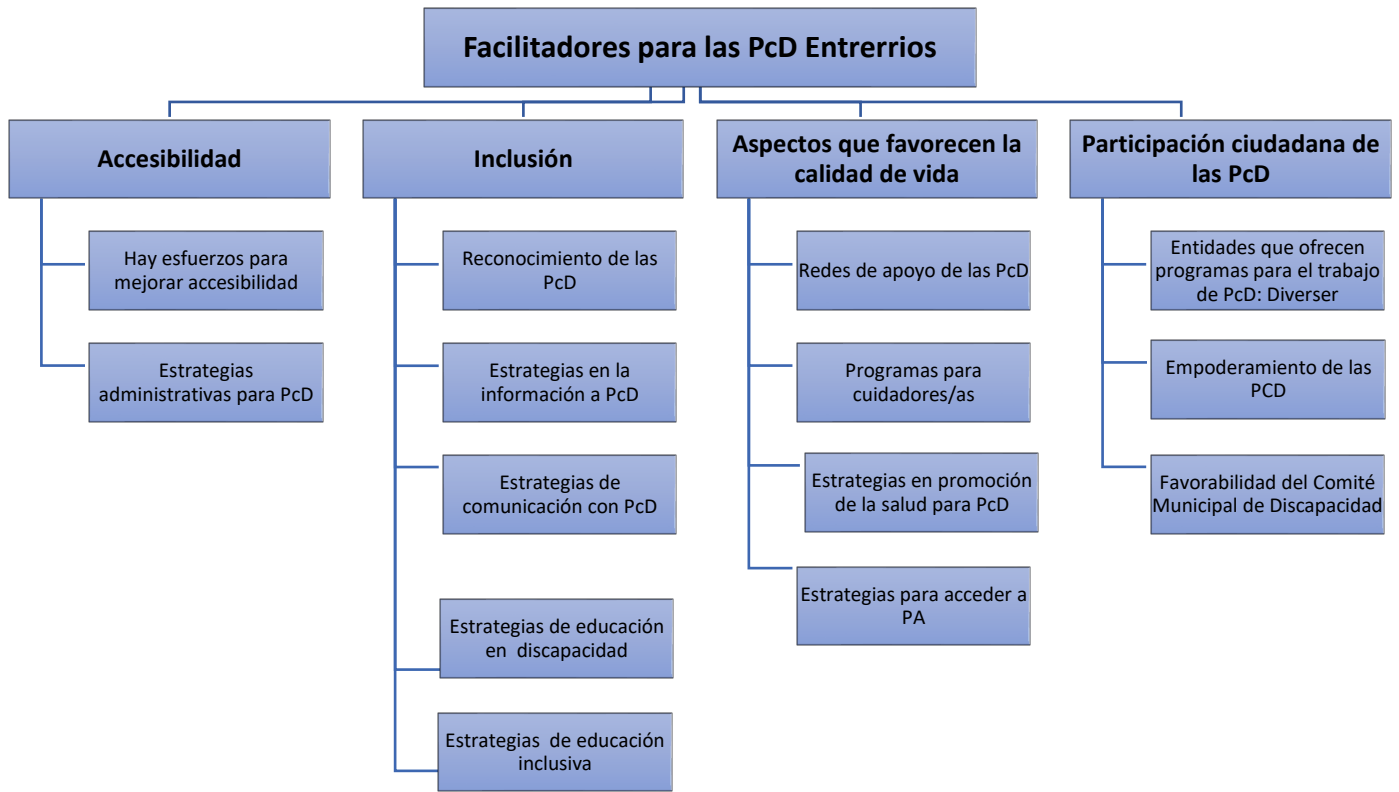 Facilitadores para las PcD Entrerrios
Accesibilidad
Hay esfuerzos para
mejorar accesibilidad
Estrategias
administrativas para PcD
Inclusión
Reconocimiento de las
PcD
Estrategias en la
información a PcD
Estrategias de
comunicación con PcD
Estrategias de educación
en discapacidad
Estrategias de educación
inclusiva
Aspectos que favorecen la
calidad de vida
Redes de apoyo de las PcD
Programas para
cuidadores/as
Estrategias en promoción
de la salud para PcD
Estrategias para acceder a
PA
Participación ciudadana de
las PcD
Entidades que ofrecen
programas para el trabajo
de PcD: Diverser
Empoderamiento de las
PCD
Favorabilidad del Comité
Municipal de Discapacidad